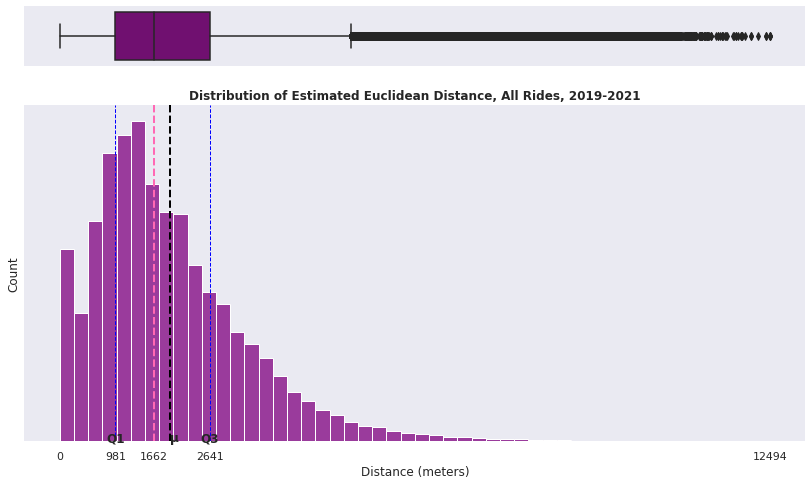 Distribution of Estimated Euclidean Distance, All Rides, 2019-2021
Count
Q1 μ Q3
0 981 1662 2641 12494
Distance (meters)